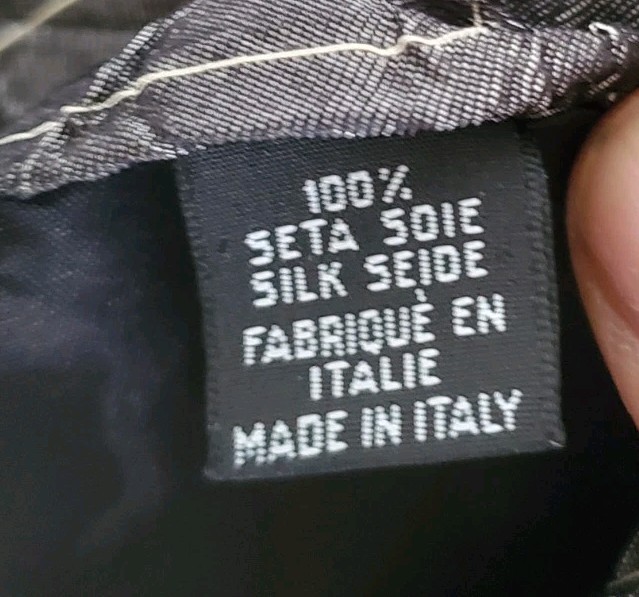 100%
SETA SOIE
SILK SEIDE
FABRIQUÈ EN
ITALIE
MADE IN ITALY